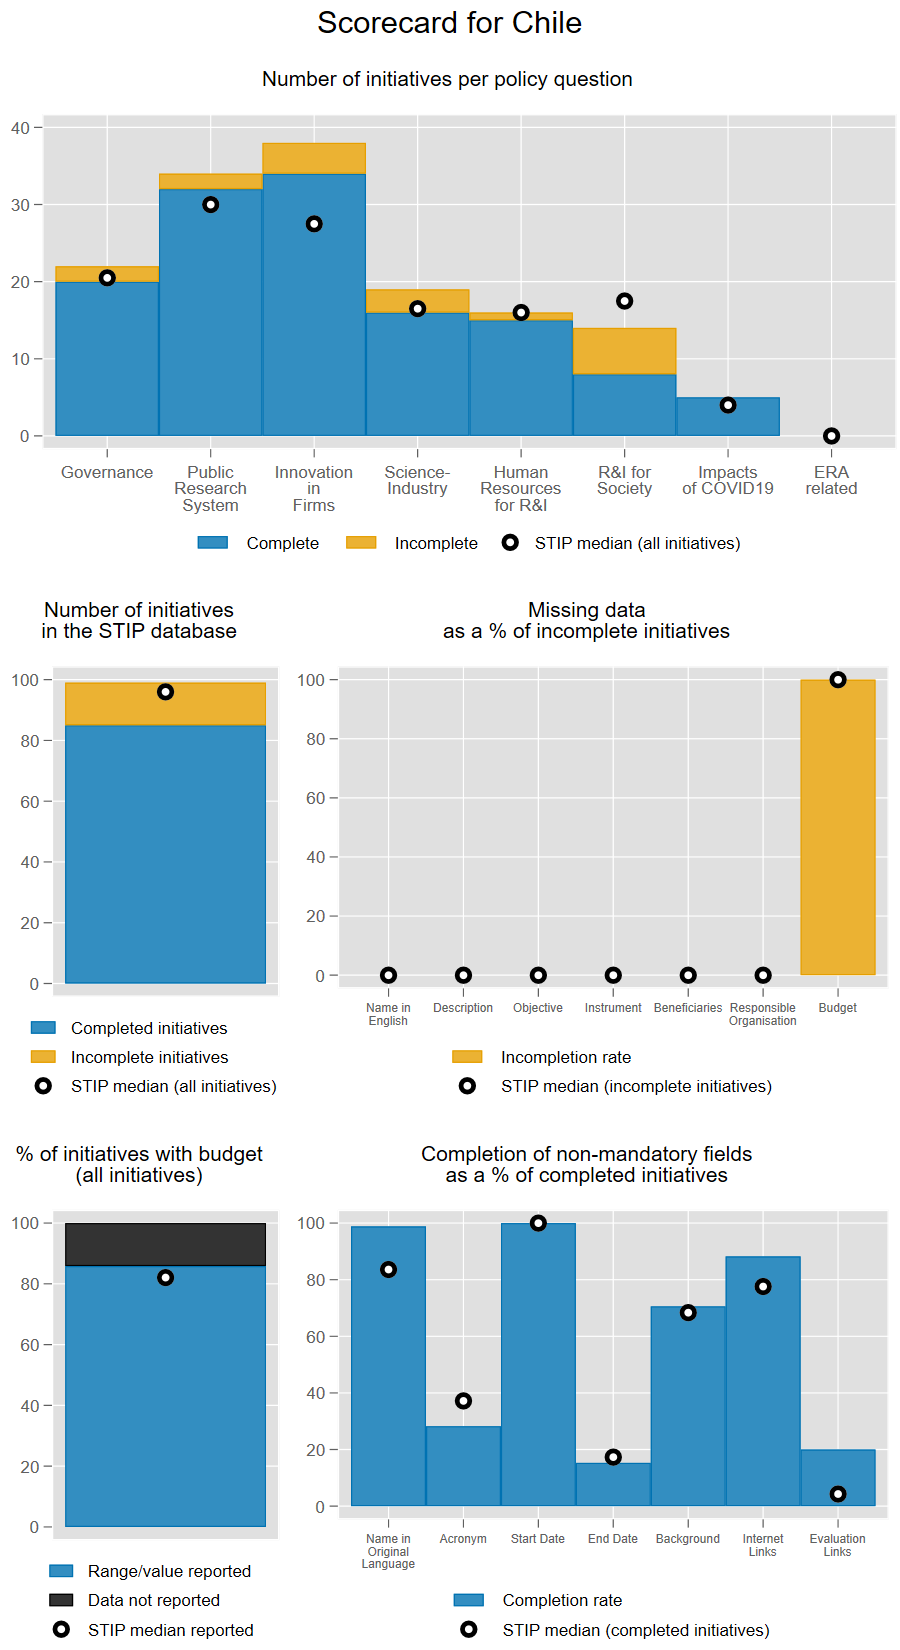 Scorecard for Chile
Number of initiatives per policy question
40
30
20
10
0
Governance
Public
Research
System
Innovation
in
Firms
Science-
Industry
Human
Resources
for R&I
R&I for
Society
Impacts
of COVID19
ERA
related
Complete
Incomplete
STIP median (all initiatives)
Number of initiatives
in the STIP database
100
80
60
40
20
0
Completed initiatives
Incomplete initiatives
STIP median (all initiatives)
Missing data
as a % of incomplete initiatives
100
80
60
40
20
0
Name in
English
Description
Objective
Instrument
Beneficiaries
Responsible
Organisation
Budget
Incompletion rate
STIP median (incomplete initiatives)
% of initiatives with budget
(all initiatives)
100
80
60
40
20
0
Range/value reported
Data not reported
STIP median reported
Completion of non-mandatory fields
as a % of completed initiatives
100
80
60
40
20
0
Name in
Original
Language
Acronym
Start Date
End Date
Background
Internet
Links
Evaluation
Links
Completion rate
STIP median (completed initiatives)